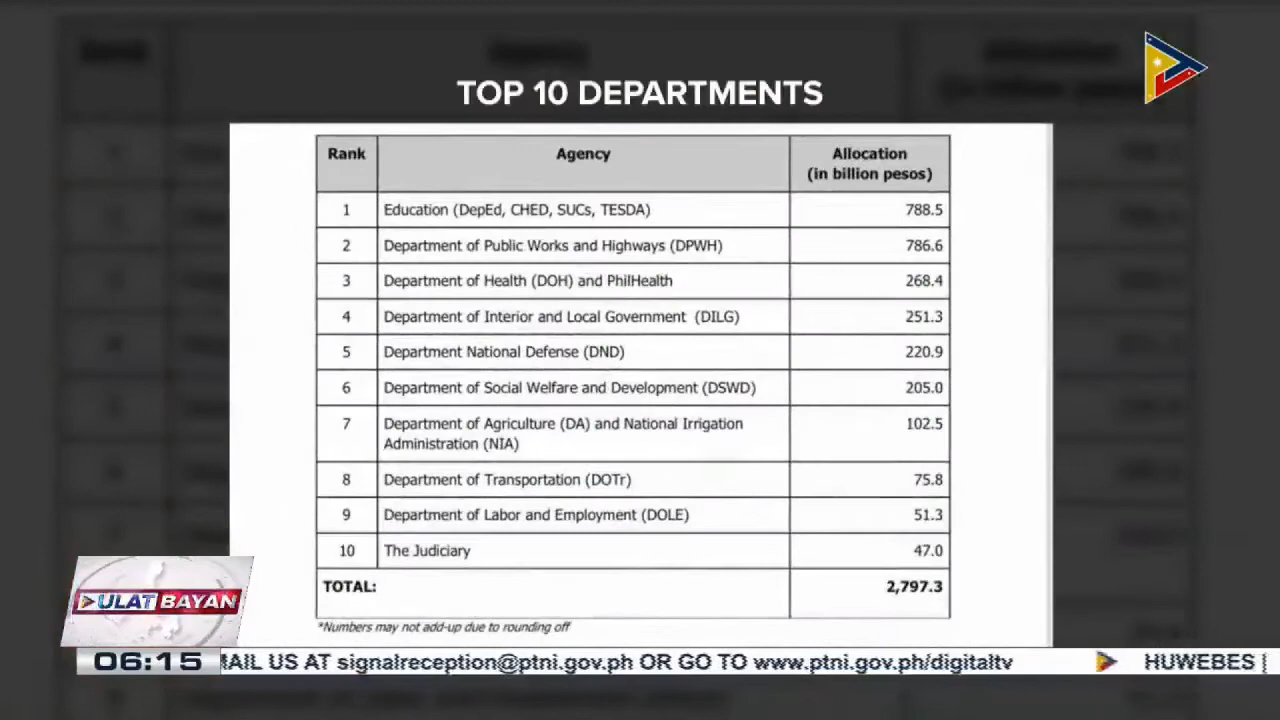 TOP 10 DEPARTMENTS
Rank Agency Allocation
(in billion pesos)
1 Education (DepEd, CHED, SUCs, TESDA) 788.5
2 Department of Public Works and Highways (DPWH) 786.6
3 Department of Health (DOH) and PhilHealth 268.4
4 Department of Interior and Local Government (DILG) 251.3
5 Department National Defense (DND) 220.9
6 Department of Social Welfare and Development (DSWD) 205.0
7 Department of Agriculture (DA) and National Irrigation 102.5
Administration (NIA)
8 Department of Transportation (DOTr) 75.8
9 Department of Labor and Employment (DOLE) 51.3
10 The Judiciary 47.0
TOTAL: 2,797.3
*Numbers may not add-up due to rounding off
ULAT BAYAN
06:15 MAIL US AT signalreception@ptni.gov.ph OR GO TO www.ptni.gov.ph/digitaltv HUWEBES [